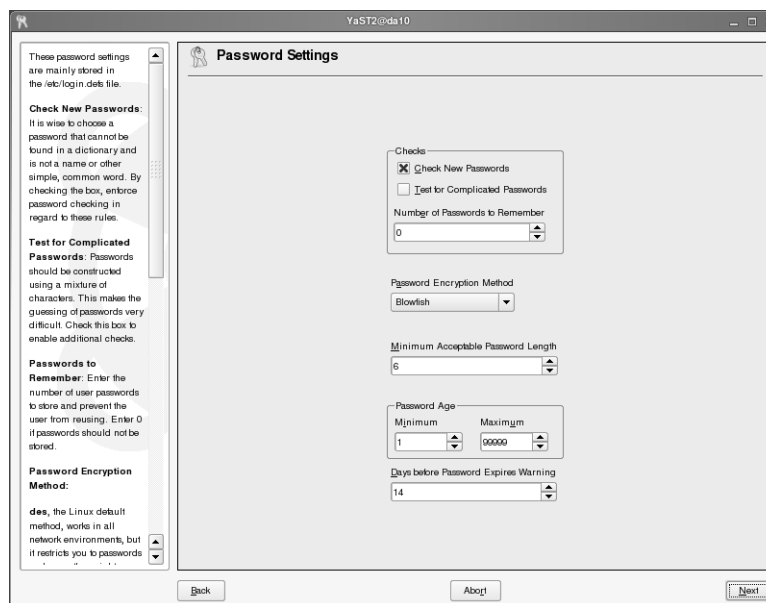 YaST2@da10
These password settings
are mainly stored in
the /etc/login.defs file.
Check New Passwords:
It is wise to choose a
password that cannot be
found in a dictionary and
is not a name or other
simple, common word. By
checking the box, enforce
password checking in
regard to these rules.
Test for Complicated
Passwords: Passwords
should be constructed
using a mixture of
characters. This makes the
guessing of passwords very
difficult. Check this box to
enable additional checks.
Passwords to
Remember: Enter the
number of user passwords
to store and prevent the
user from reusing. Enter 0
if passwords should not be
stored.
Password Encryption
Method:
des, the Linux default
method, works in all
network environments, but
it restricts you to passwords
Password Settings
Checks
Check New Passwords
Test for Complicated Passwords
Number of Passwords to Remember
0
Password Encryption Method
Blowfish
Minimum Acceptable Password Length
6
Password Age
Minimum Maximum
1 99999
Days before Password Expires Warning
14
Back Abort Next